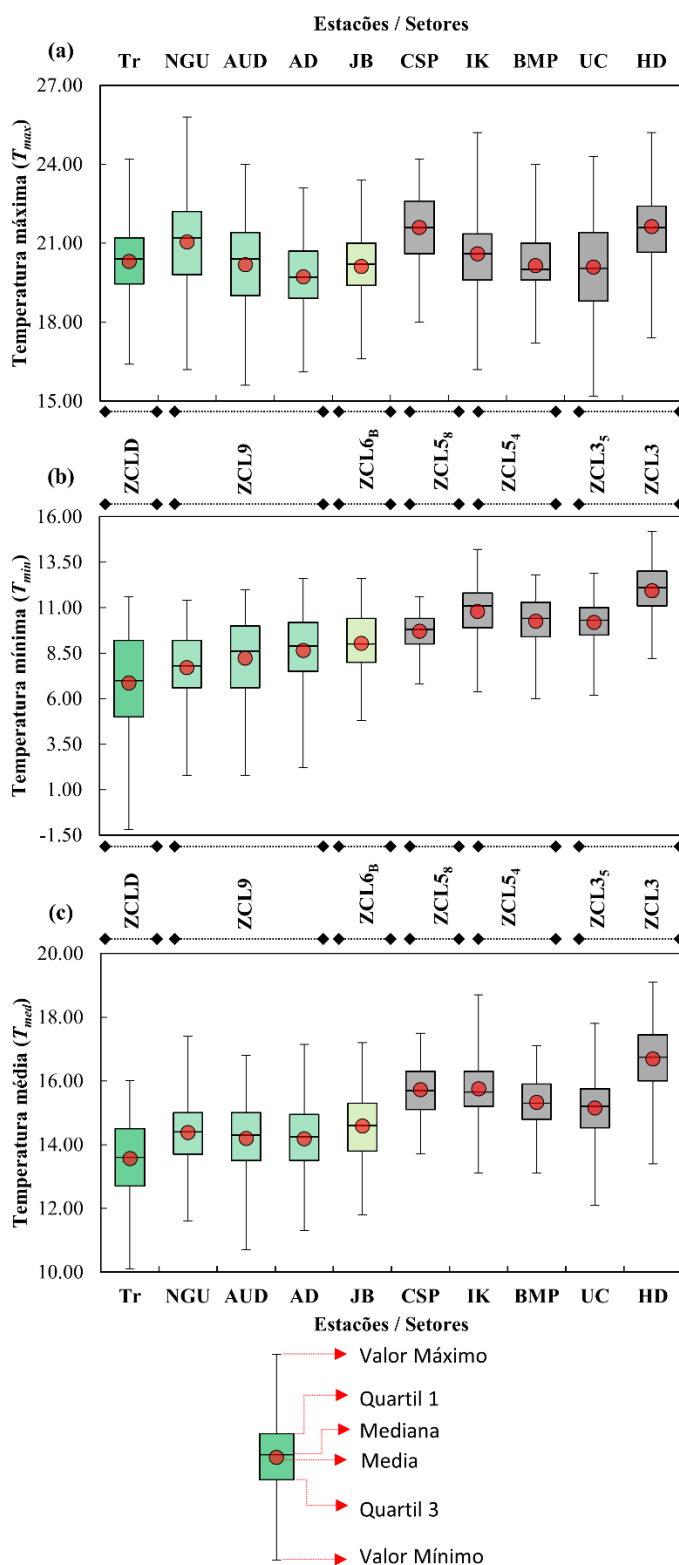 Estacões / Setores
(a)
Tr NGU AUD AD JB CSP IK BMP UC HD
Temperatura máxima (Tmax)
27.00
24.00
21.00
18.00
15.00
ZCLD ZCL9 ZCL6B ZCL58 ZCL54 ZCL35 ZCL3
(b)
Temperatura mínima (Tmin)
16.00
13.50
11.00
8.50
6.00
3.50
1.00
-1.50
ZCLD ZCL9 ZCL6B ZCL58 ZCL54 ZCL35 ZCL3
(c)
Temperatura média (Tmed)
20.00
18.00
16.00
14.00
12.00
10.00
Tr NGU AUD AD JB CSP IK BMP UC HD
Estacões / Setores
Valor Máximo
Quartil 1
Mediana
Media
Quartil 3
Valor Mínimo